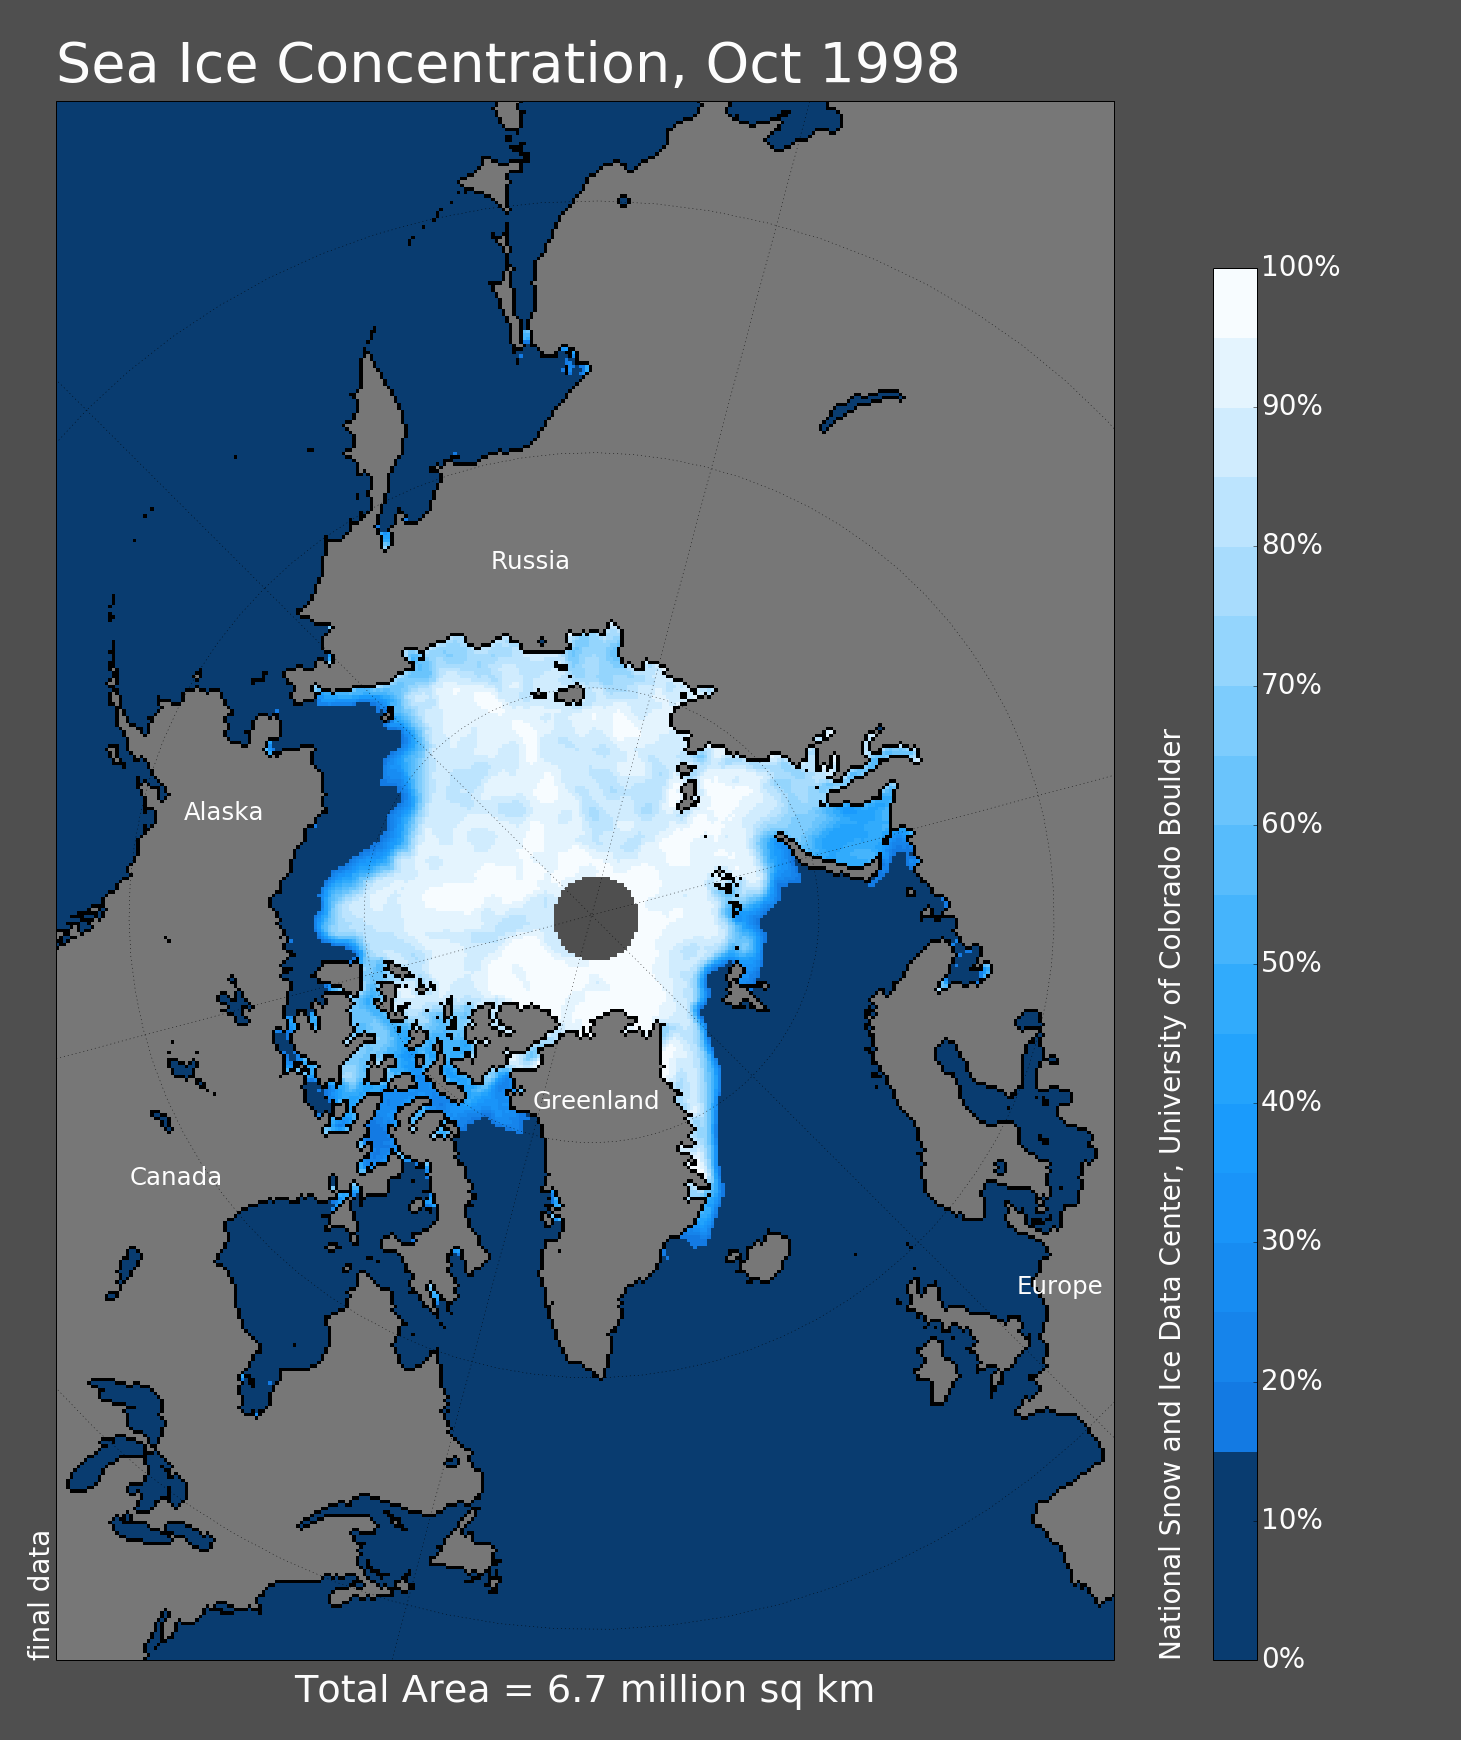 Sea Ice Concentration, Oct 1998
Russia
Alaska
Greenland
Canada
Europe
100%
90%
80%
70%
60%
50%
40%
30%
20%
10%
0%
National Snow and Ice Data Center, University of Colorado Boulder
final data
Total Area = 6.7 million sq km